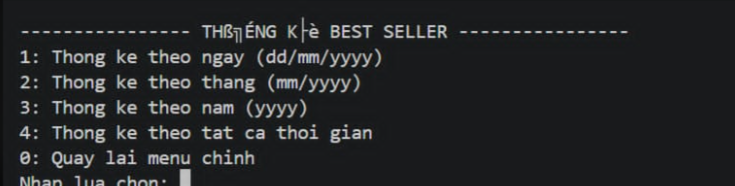 ---------------- THß╗ÉNG K├è BEST SELLER ----------------
1: Thong ke theo ngay (dd/mm/yyyy)
2: Thong ke theo thang (mm/yyyy)
3: Thong ke theo nam (yyyy)
4: Thong ke theo tat ca thoi gian
0: Quay lai menu chinh
Nhap lua chon: